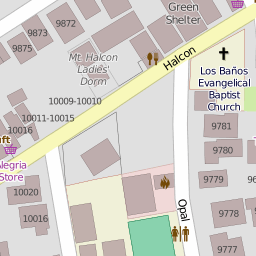 9872
Green
Shelter
9873
9875
Mt. Halcon
Ladies'
Dorm
Halcon
Los Baños
Evangelical
Baptist
Church
10009-10010
10011-10015
10016
9781
9780
Alegria
Store
10020
9779
10016
Opal
9778
9777